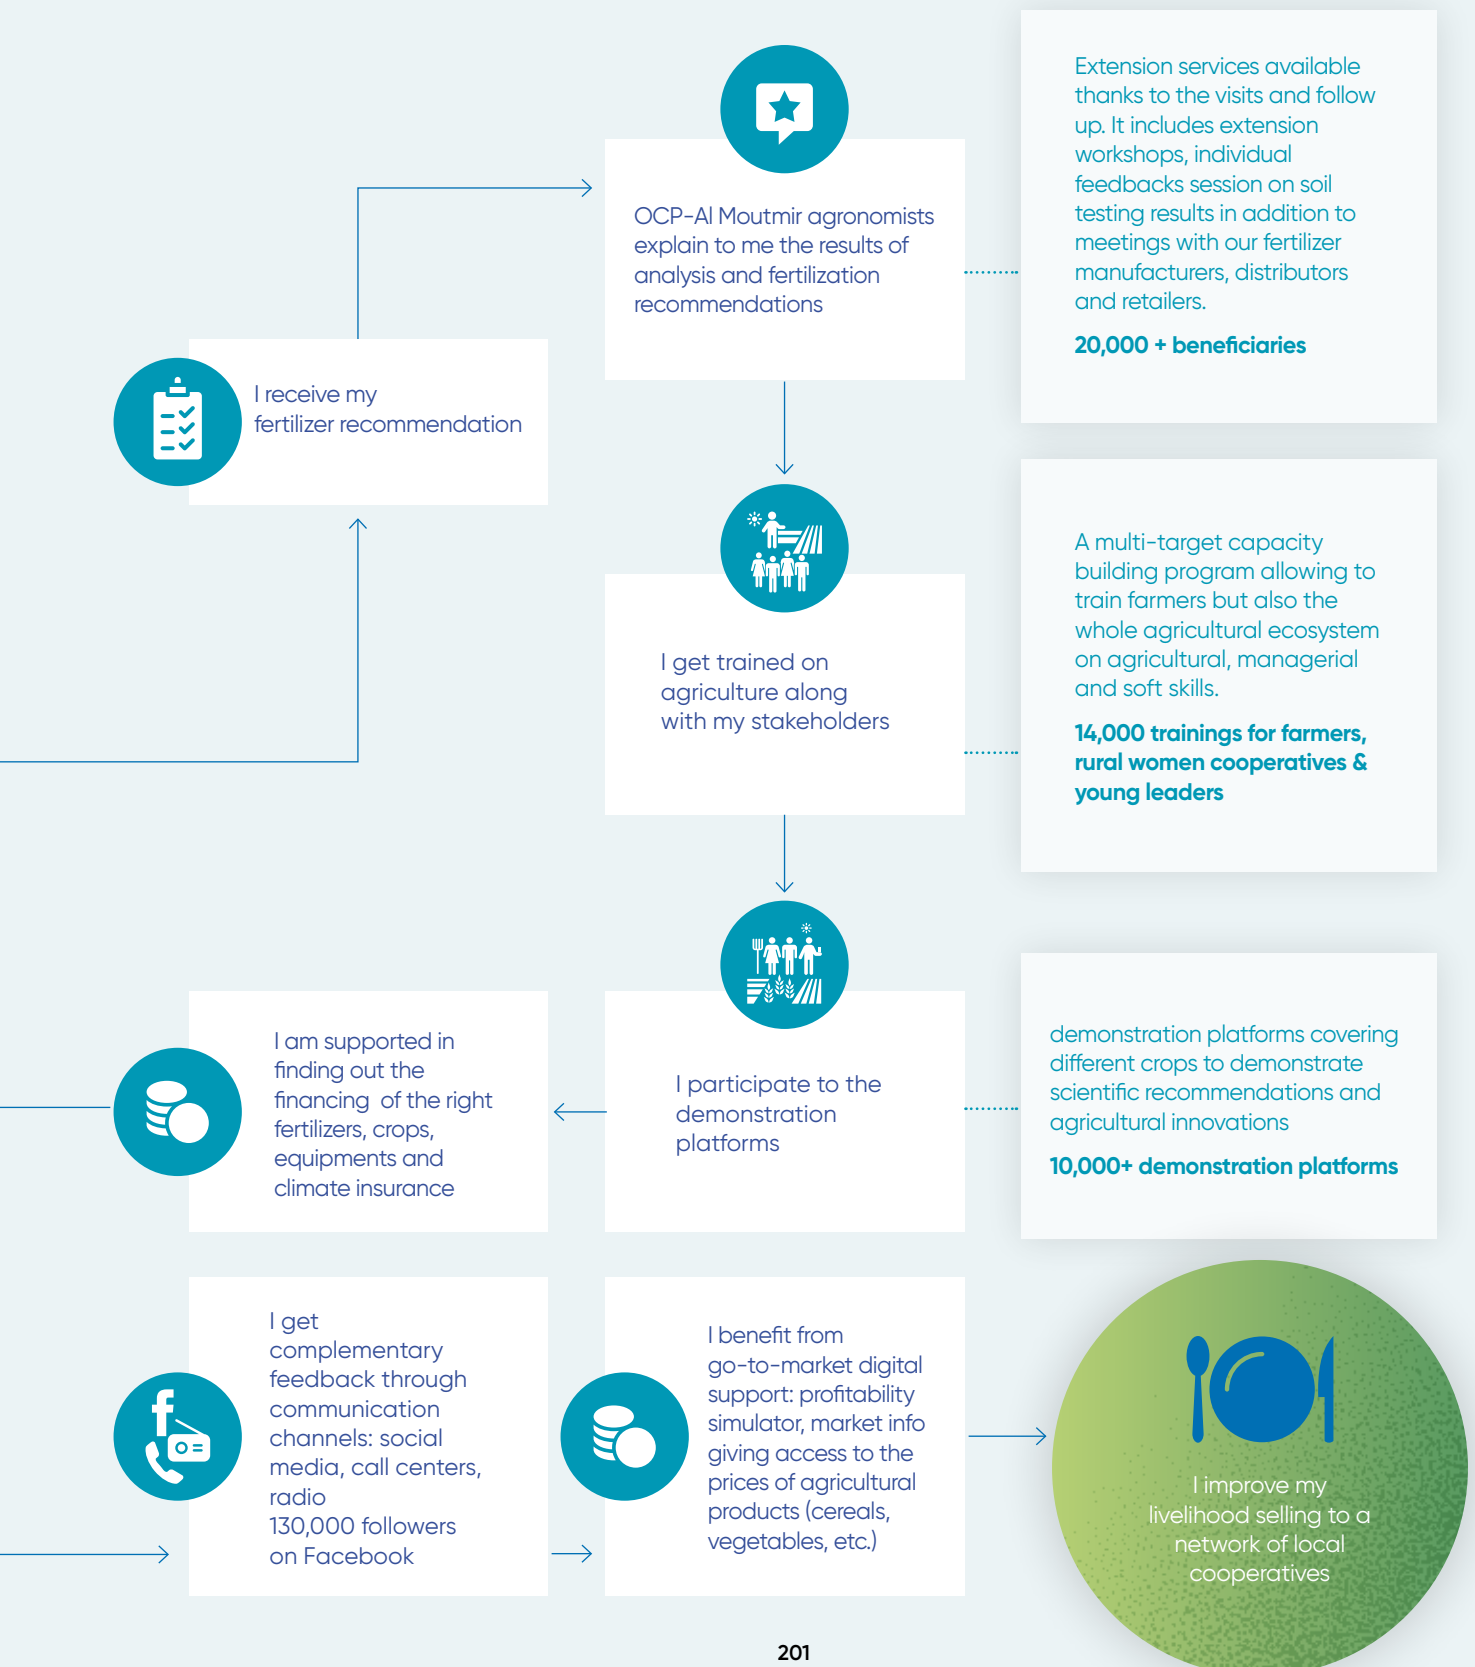 Extension services available
thanks to the visits and follow
up. It includes extension
workshops, individual
feedbacks session on soil
testing results in addition to
meetings with our fertilizer
manufacturers, distributors
and retailers.
20,000 + beneficiaries
OCP-Al Moutmir agronomists
explain to me the results of
analysis and fertilization
recommendations
I receive my
fertilizer recommendation
A multi-target capacity
building program allowing to
train farmers but also the
whole agricultural ecosystem
on agricultural, managerial
and soft skills.
14,000 trainings for farmers,
rural women cooperatives &
young leaders
I get trained on
agriculture along
with my stakeholders
demonstration platforms covering
different crops to demonstrate
scientific recommendations and
agricultural innovations
10,000+ demonstration platforms
I participate to the
demonstration
platforms
I am supported in
finding out the
financing of the right
fertilizers, crops,
equipments and
climate insurance
I get
complementary
feedback through
communication
channels: social
media, call centers,
radio
130,000 followers
on Facebook
I benefit from
go-to-market digital
support: profitability
simulator, market info
giving access to the
prices of agricultural
products (cereals,
vegetables, etc.)
I improve my
livelihood selling to a
network of local
cooperatives
201